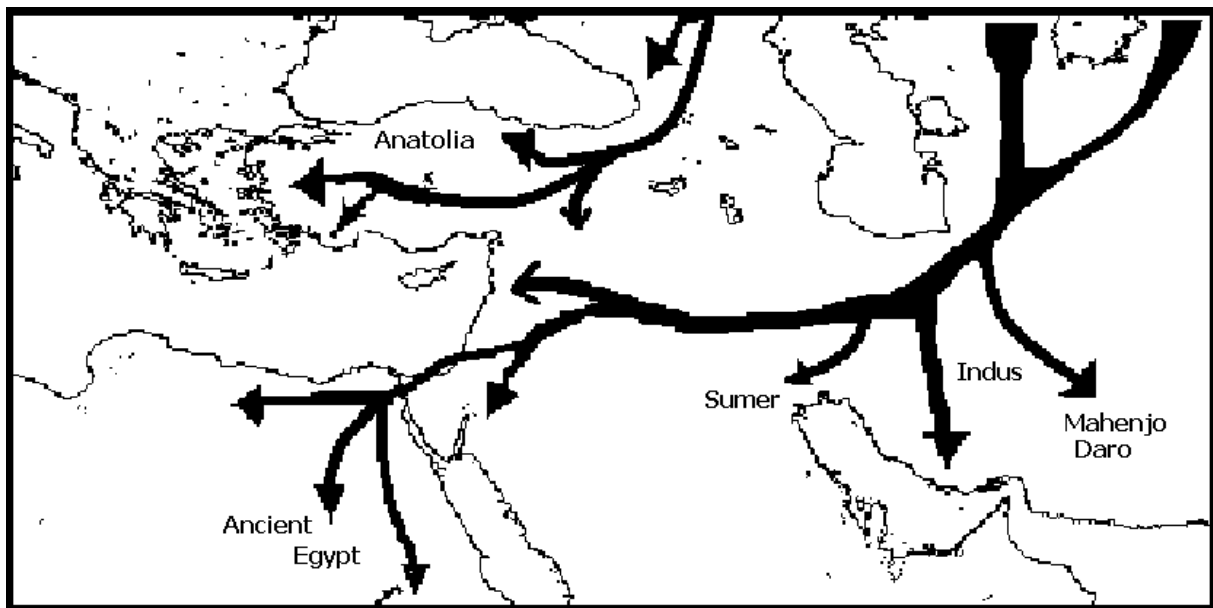 Anatolia
Indus
Sumer
Mahenjo
Daro
Ancient
Egypt